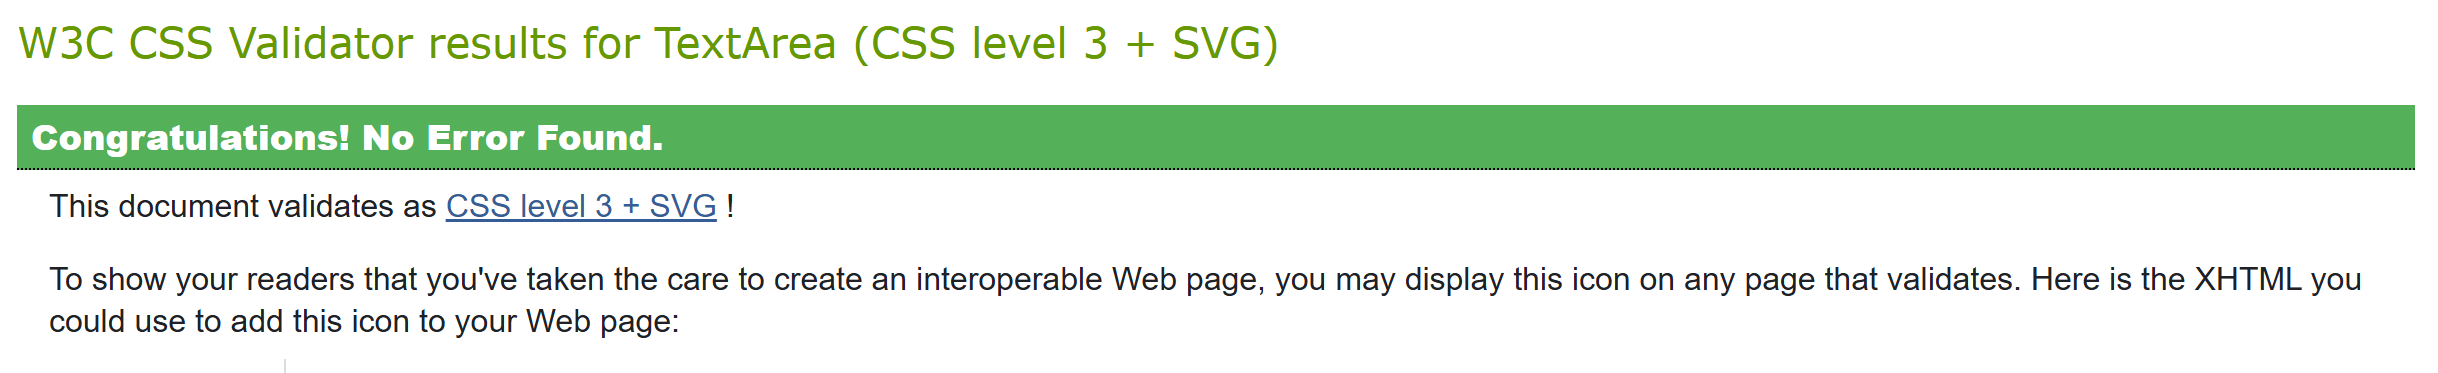 W3C CSS Validator results for TextArea (CSS level 3 + SVG)
Congratulations! No Error Found.
This document validates as CSS level 3 + SVG !
To show your readers that you've taken the care to create an interoperable Web page, you may display this icon on any page that validates. Here is the XHTML you
could use to add this icon to your Web page: